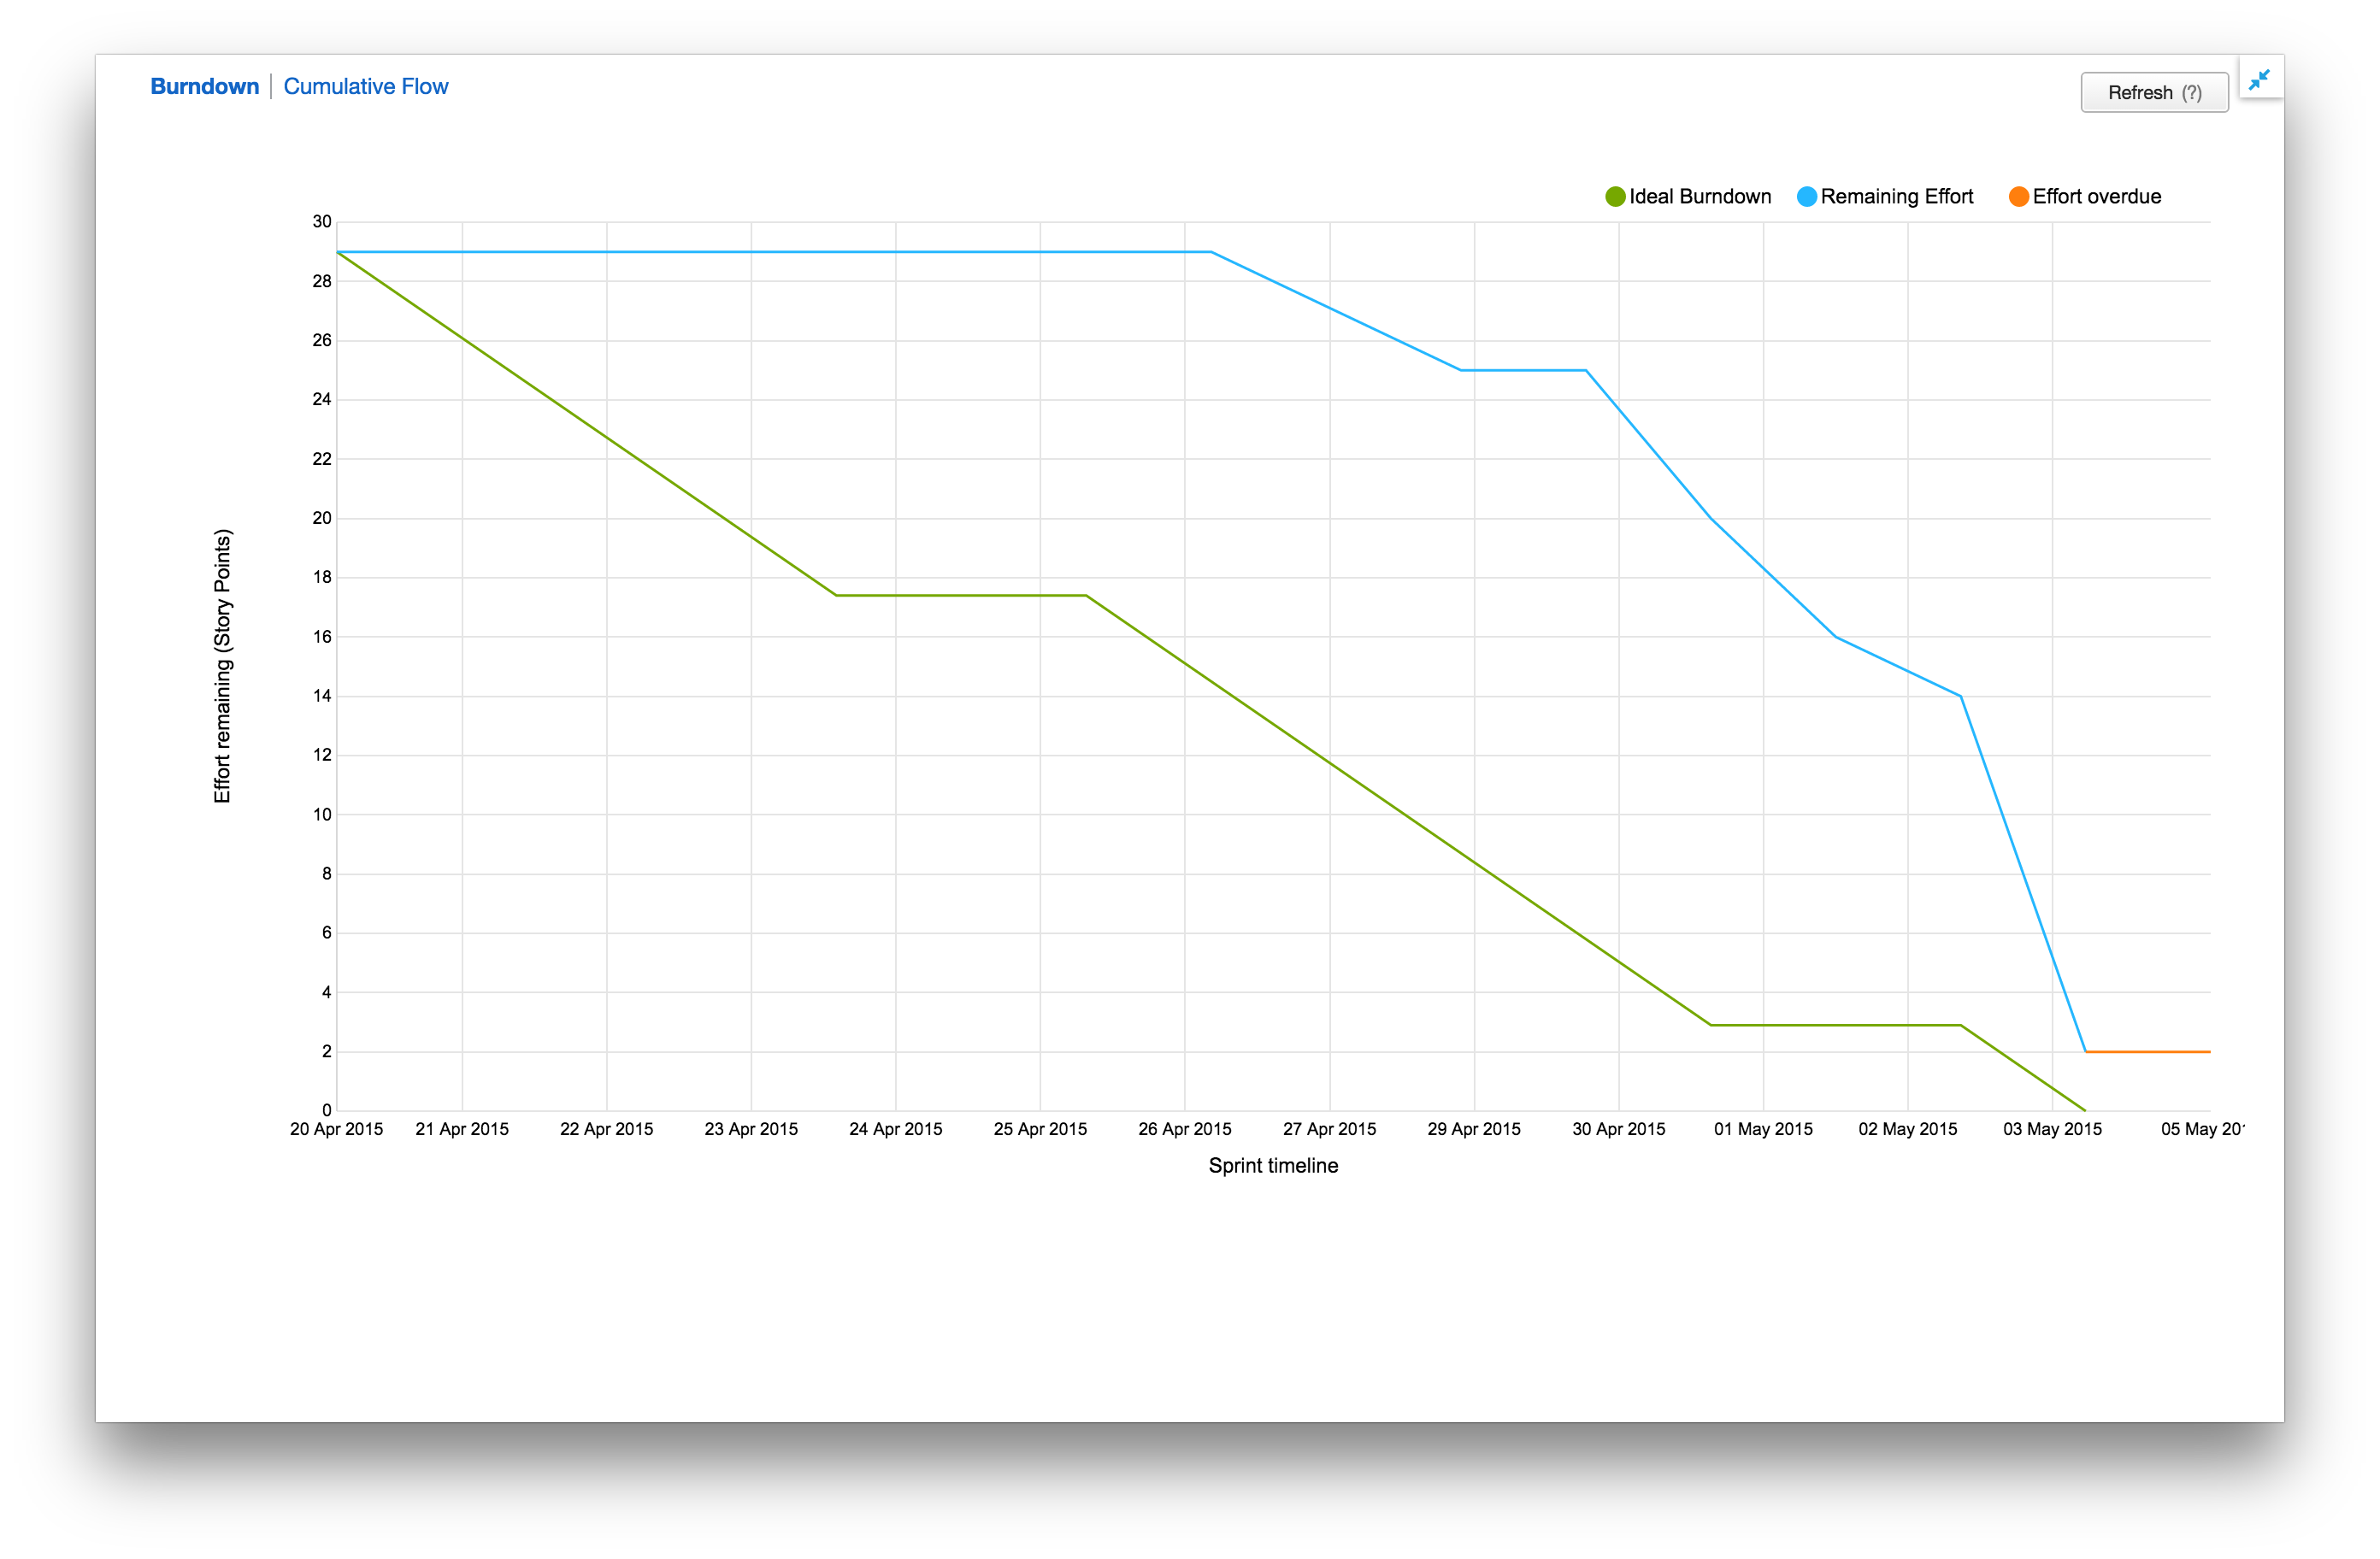 Burndown | Cumulative Flow
Refresh (?)
Ideal Burndown Remaining Effort Effort overdue
30
28
26
24
22
20
18
16
14
12
10
8
6
4
2
0
Effort remaining (Story Points)
20 Apr 2015 21 Apr 2015 22 Apr 2015 23 Apr 2015 24 Apr 2015 25 Apr 2015 26 Apr 2015 27 Apr 2015 29 Apr 2015 30 Apr 2015 01 May 2015 02 May 2015 03 May 2015 05 May 20
Sprint timeline